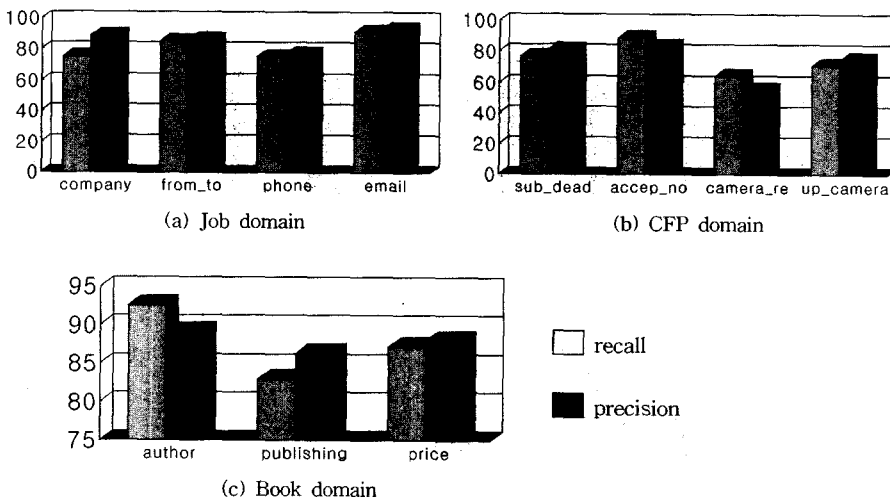 100
80
60
40
20
0
company from_to phone email
(a) Job domain
100
80
60
40
20
0
sub_dead accep_no camera_re up_camera
(b) CFP domain
95
90
85
80
75
author publishing price
(c) Book domain
recall
precision